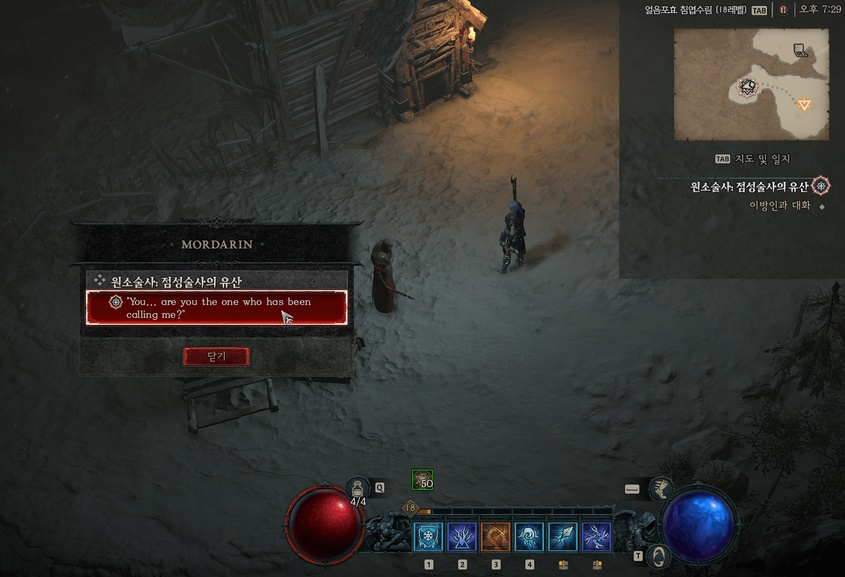 얼음포효 침엽수림 (18레벨) TAB 오후 7:29
TAB 지도 및 일지
원소술사: 점성술사의 유산
이방인과 대화
MORDARIN
원소술사: 점성술사의 유산
"You... are you the one who has been
calling me?"
닫기
50
Q
4/4
18
T
1 2 3 4